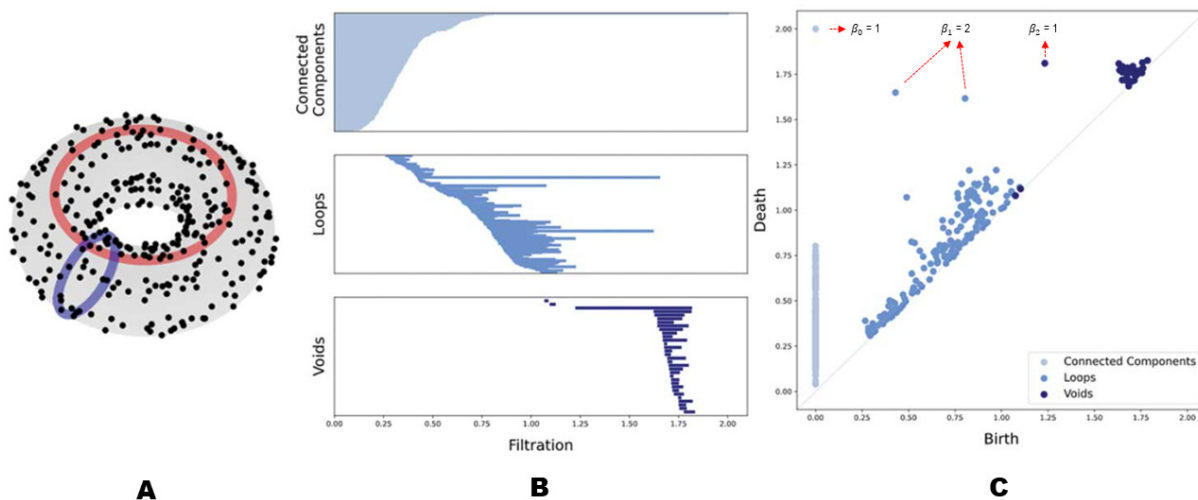 Connected
Components
Loops
Voids
0.00 0.25 0.50 0.75 1.00 1.25 1.50 1.75 2.00
Filtration
2.00
1.75
1.50
1.25
1.00
0.75
0.50
0.25
0.00
Death
β₀ = 1
β₁ = 2
β₂ = 1
Connected Components
Loops
Voids
0.00 0.25 0.50 0.75 1.00 1.25 1.50 1.75
Birth
A
B
C